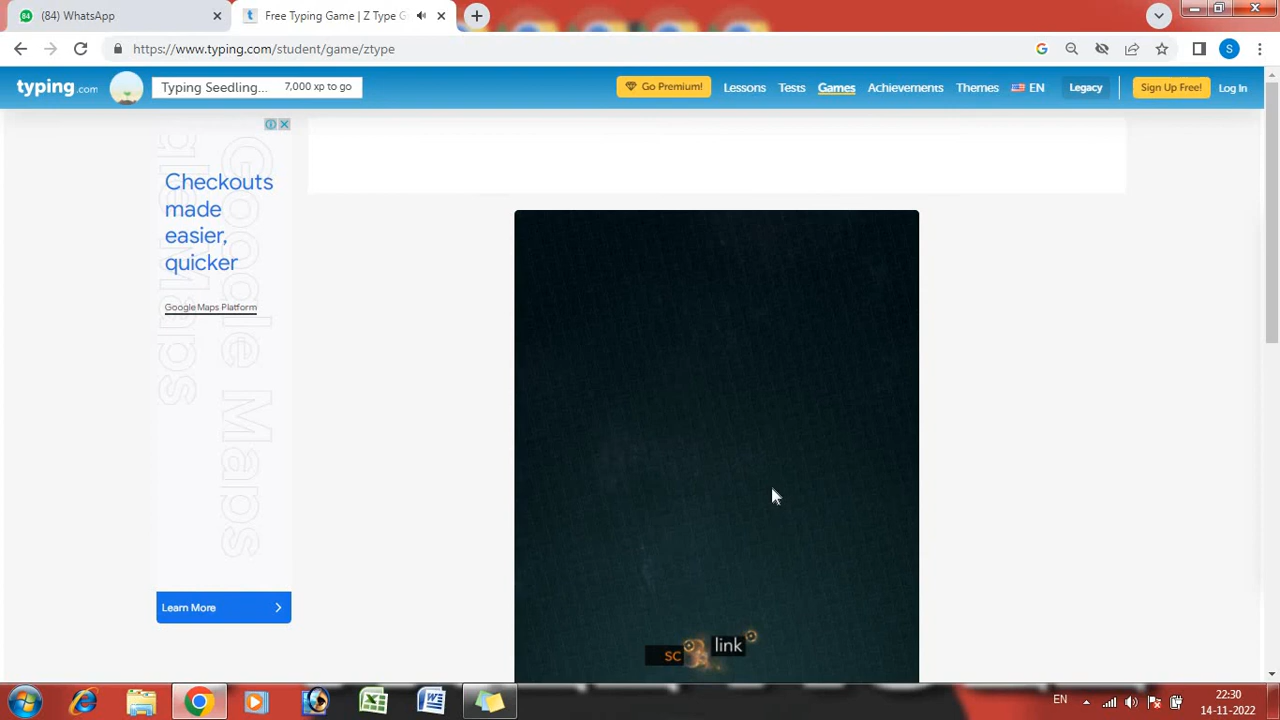 (84) WhatsApp
Free Typing Game | Z Type G
https://www.typing.com/student/game/ztype
S
typing.com
Typing Seedling... 7,000 xp to go
Go Premium!
Lessons
Tests
Games
Achievements
Themes
EN
Legacy
Sign Up Free!
Log In
Checkouts
made
easier,
quicker
Google Maps Platform
Google Maps
Learn More
sc
link
EN
22:30
14-11-2022